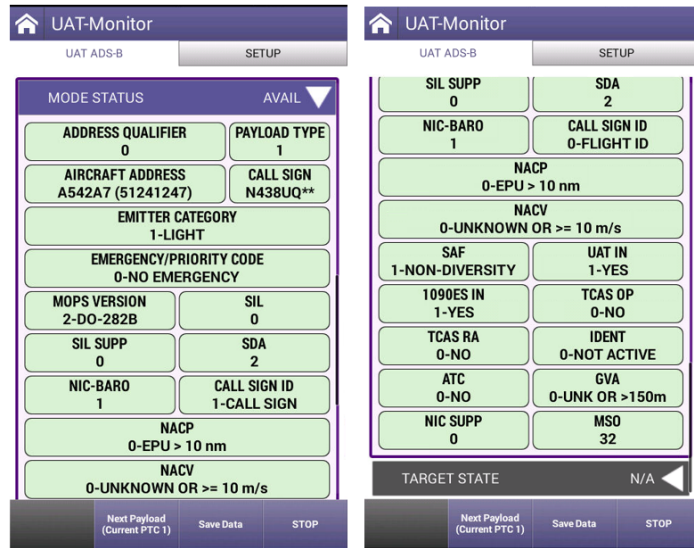 UAT-Monitor
UAT ADS-B SETUP
MODE STATUS AVAIL
ADDRESS QUALIFIER PAYLOAD TYPE
0 1
AIRCRAFT ADDRESS CALL SIGN
A542A7 (51241247) N438UQ**
EMITTER CATEGORY
1-LIGHT
EMERGENCY/PRIORITY CODE
0-NO EMERGENCY
MOPS VERSION SIL
2-DO-282B 0
SIL SUPP SDA
0 2
NIC-BARO CALL SIGN ID
1 1-CALL SIGN
NACP
0-EPU > 10 nm
NACV
0-UNKNOWN OR >= 10 m/s
Next Payload
(Current PTC 1) Save Data STOP
UAT-Monitor
UAT ADS-B SETUP
SIL SUPP SDA
0 2
NIC-BARO CALL SIGN ID
1 0-FLIGHT ID
NACP
0-EPU > 10 nm
NACV
0-UNKNOWN OR >= 10 m/s
SAF UAT IN
1-NON-DIVERSITY 1-YES
1090ES IN TCAS OP
1-YES 0-NO
TCAS RA IDENT
0-NO 0-NOT ACTIVE
ATC GVA
0-NO 0-UNK OR >150m
NIC SUPP MSO
0 32
TARGET STATE N/A
Next Payload
(Current PTC 1) Save Data STOP